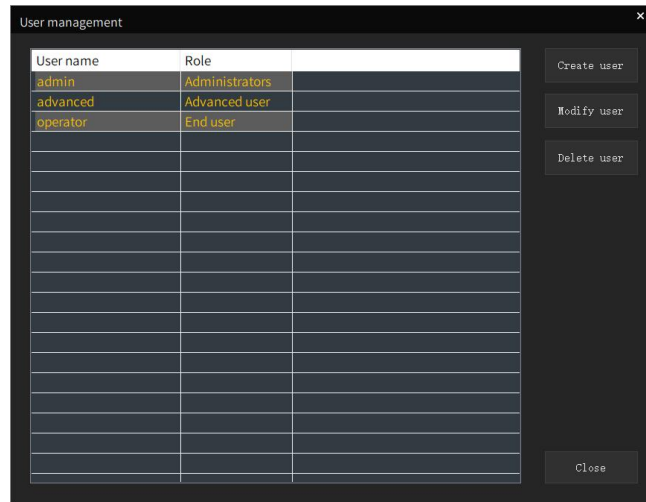 User management ×
User name Role
admin Administrators
advanced Advanced user
operator End user
Create user
Modify user
Delete user
Close